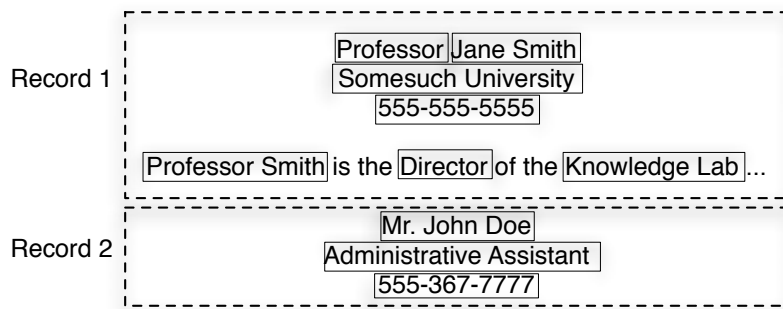 Record 1
Professor Jane Smith
Somesuch University
555-555-5555
Professor Smith is the Director of the Knowledge Lab ...
Record 2
Mr. John Doe
Administrative Assistant
555-367-7777